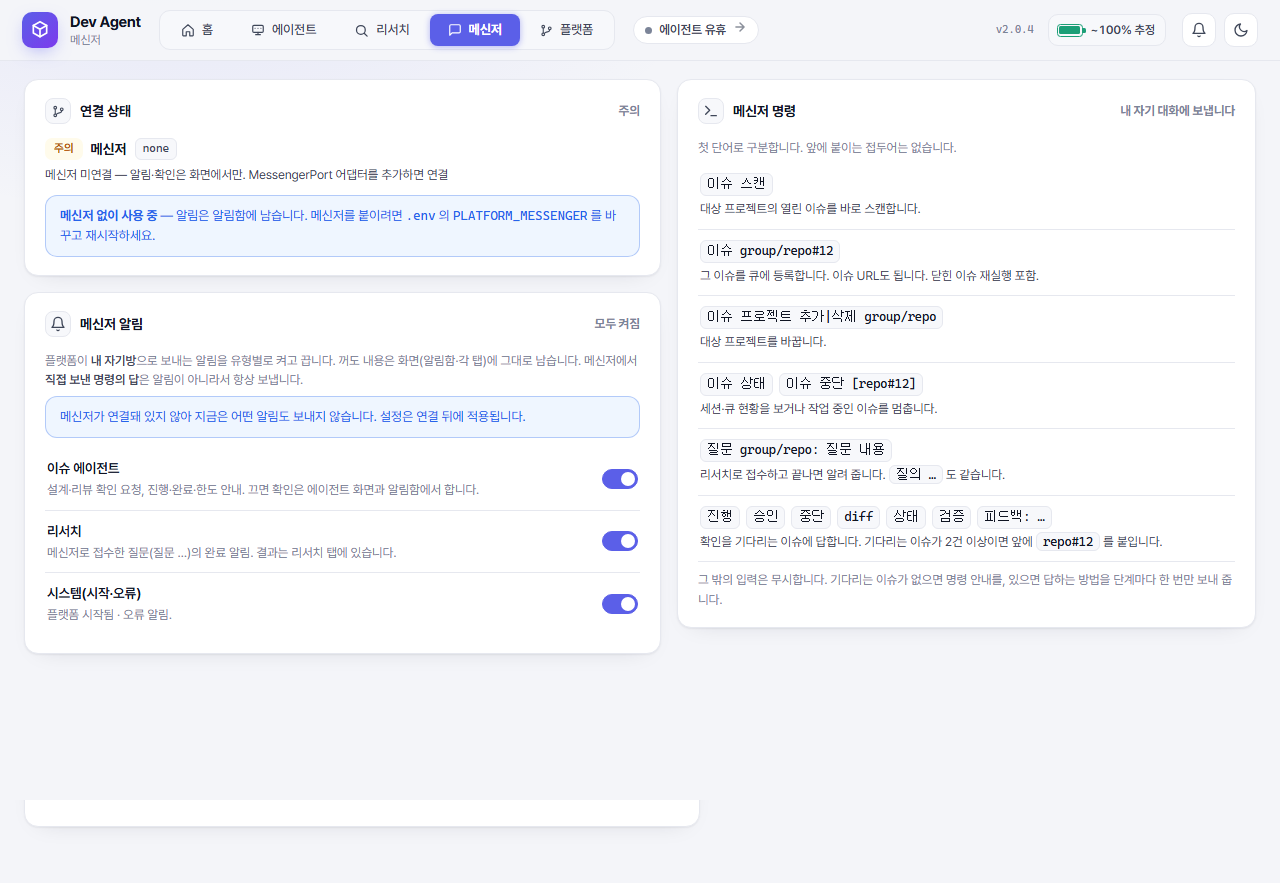 Dev Agent
메신저
홈
에이전트
리서치
메신저
플랫폼
에이전트 유휴
v2.0.4
~100% 추정
연결 상태
주의
주의 메신저 none
메신저 미연결 — 알림·확인은 화면에서만. MessengerPort 어댑터를 추가하면 연결
메신저 없이 사용 중 — 알림은 알림함에 남습니다. 메신저를 붙이려면 .env 의 PLATFORM_MESSENGER 를 바
꾸고 재시작하세요.
메신저 알림
모두 켜짐
플랫폼이 내 자기방으로 보내는 알림을 유형별로 켜고 끕니다. 꺼도 내용은 화면(알림함·각 탭)에 그대로 남습니다. 메신저에서
직접 보낸 명령의 답은 알림이 아니라서 항상 보냅니다.
메신저가 연결돼 있지 않아 지금은 어떤 알림도 보내지 않습니다. 설정은 연결 뒤에 적용됩니다.
이슈 에이전트
설계·리뷰 확인 요청, 진행·완료·한도 안내. 끄면 확인은 에이전트 화면과 알림함에서 합니다.
리서치
메신저로 접수한 질문(질문 …)의 완료 알림. 결과는 리서치 탭에 있습니다.
시스템(시작·오류)
플랫폼 시작됨 · 오류 알림.
메신저 명령
내 자기 대화에 보냅니다
첫 단어로 구분합니다. 앞에 붙이는 접두어는 없습니다.
이슈 스캔
대상 프로젝트의 열린 이슈를 바로 스캔합니다.
이슈 group/repo#12
그 이슈를 큐에 등록합니다. 이슈 URL도 됩니다. 닫힌 이슈 재실행 포함.
이슈 프로젝트 추가|삭제 group/repo
대상 프로젝트를 바꿉니다.
이슈 상태 이슈 중단 [repo#12]
세션·큐 현황을 보거나 작업 중인 이슈를 멈춥니다.
질문 group/repo: 질문 내용
리서치로 접수하고 끝나면 알려 줍니다. 질의 … 도 같습니다.
진행 승인 중단 diff 상태 검증 피드백: …
확인을 기다리는 이슈에 답합니다. 기다리는 이슈가 2건 이상이면 앞에 repo#12 를 붙입니다.
그 밖의 입력은 무시합니다. 기다리는 이슈가 없으면 명령 안내를, 있으면 답하는 방법을 단계마다 한 번만 보내 줍
니다.